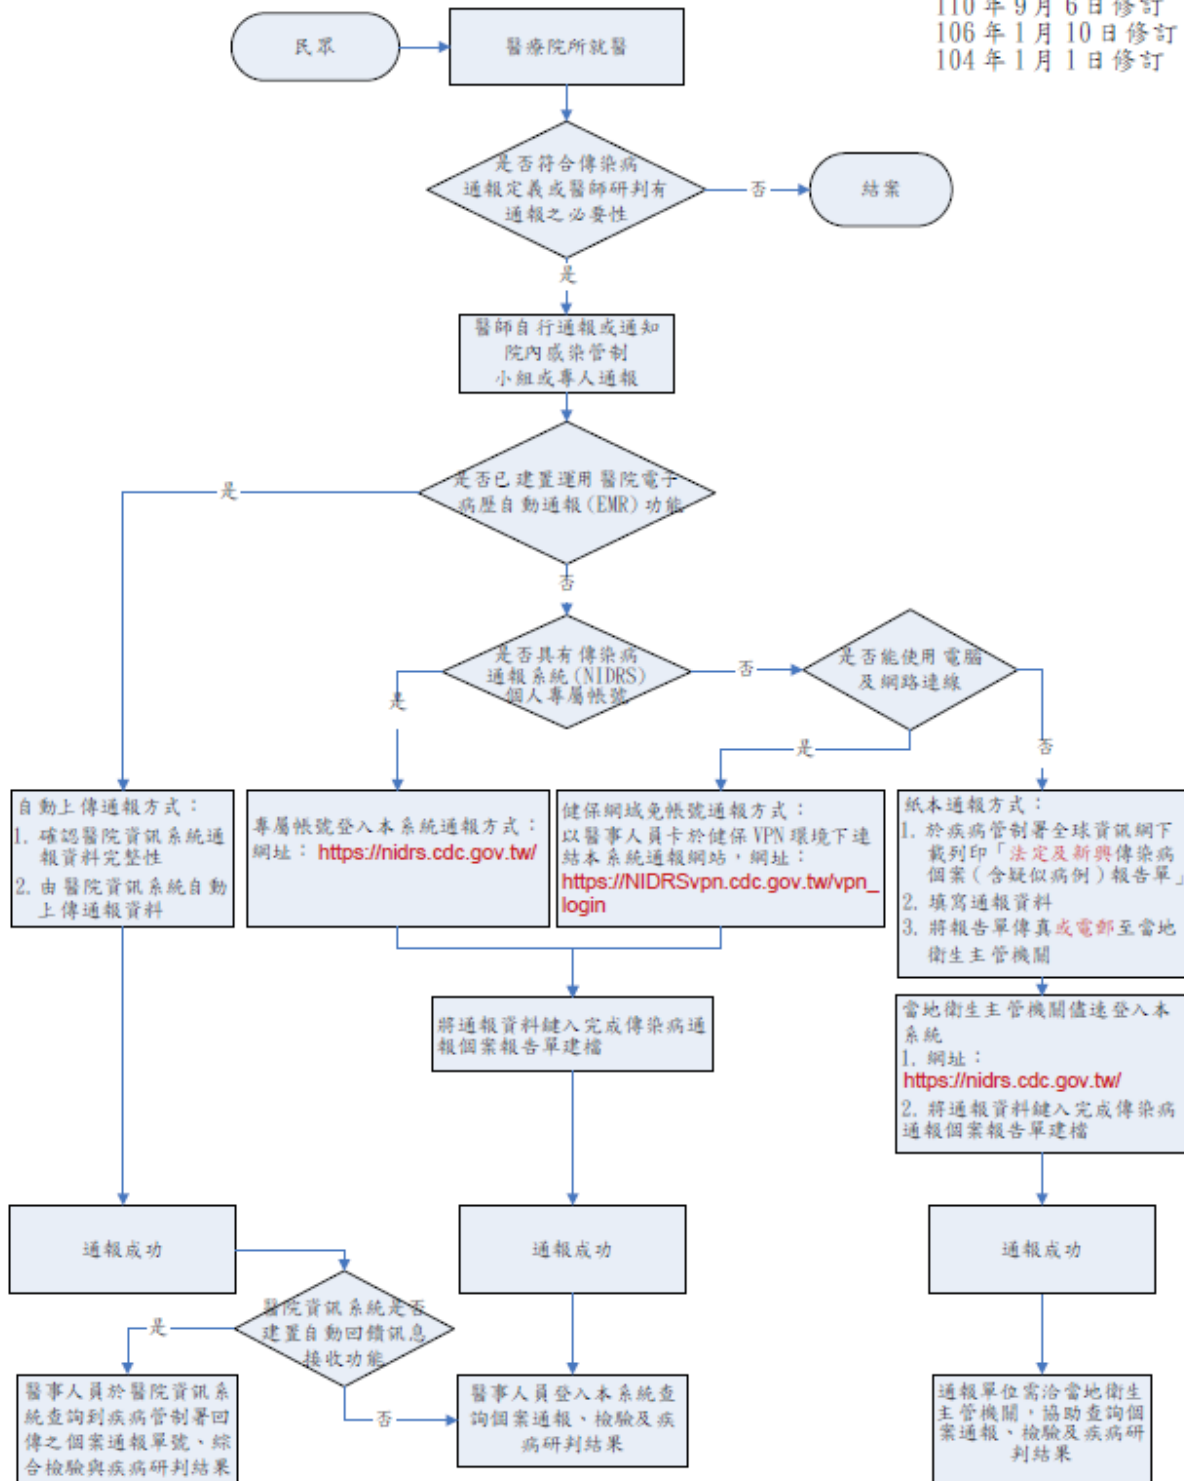 110 年 9 月 6 日修訂
106 年 1 月 10 日修訂
104 年 1 月 1 日修訂
民眾
醫療院所就醫
是否符合傳染病
通報定義或醫師研判有
通報之必要性
否
結案
是
醫師自行通報或通知
院內感染管制
小組或專人通報
是否已建置運用醫院電子
病歷自動通報(EMR)功能
是
否
是否具有傳染病
通報系統(NIDRS)
個人專屬帳號
否
是否能使用電腦
及網路連線
是
是
否
自動上傳通報方式：
1. 確認醫院資訊系統通
報資料完整性
2. 由醫院資訊系統自動
上傳通報資料
專屬帳號登入本系統通報方式：
網址： https://nidrs.cdc.gov.tw/
健保網域免帳號通報方式：
以醫事人員卡於健保 VPN 環境下連
結本系統通報網站，網址：
https://NIDRSvpn.cdc.gov.tw/vpn_
login
紙本通報方式：
1. 於疾病管制署全球資訊網下
載列印「法定及新興傳染病
個案(含疑似病例)報告單」
2. 填寫通報資料
3. 將報告單傳真或電郵至當地
衛生主管機關
將通報資料鍵入完成傳染病通
報個案報告單建檔
當地衛生主管機關儘速登入本
系統
1. 網址：
https://nidrs.cdc.gov.tw/
2. 將通報資料鍵入完成傳染病
通報個案報告單建檔
通報成功
通報成功
通報成功
醫院資訊系統是否
建置自動回饋訊息
接收功能
是
否
醫事人員於醫院資訊系
統查詢到疾病管制署回
傳之個案通報單號、綜
合檢驗與疾病研判結果
醫事人員登入本系統查
詢個案通報、檢驗及疾
病研判結果
通報單位需洽當地衛生
主管機關，協助查詢個
案通報、檢驗及疾病研
判結果